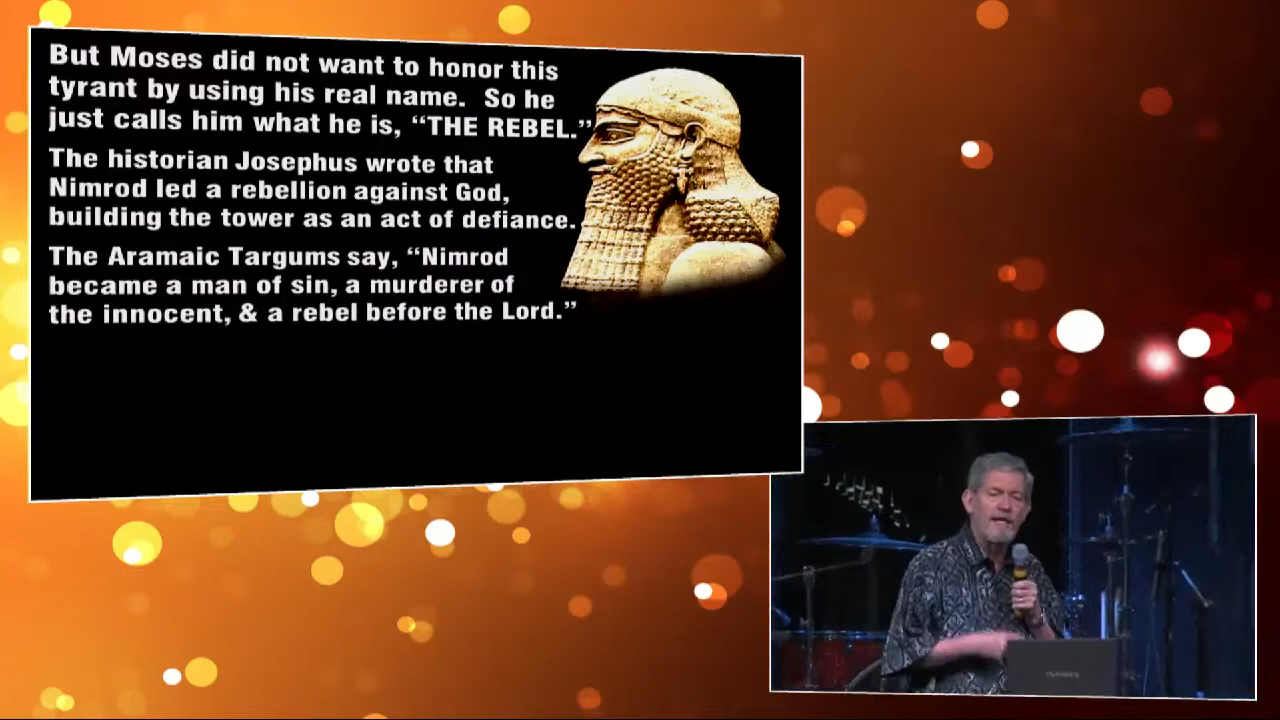 But Moses did not want to honor this
tyrant by using his real name.  So he
just calls him what he is, “THE REBEL.”
The historian Josephus wrote that
Nimrod led a rebellion against God,
building the tower as an act of defiance.
The Aramaic Targums say, “Nimrod
became a man of sin, a murderer of
the innocent, & a rebel before the Lord.”